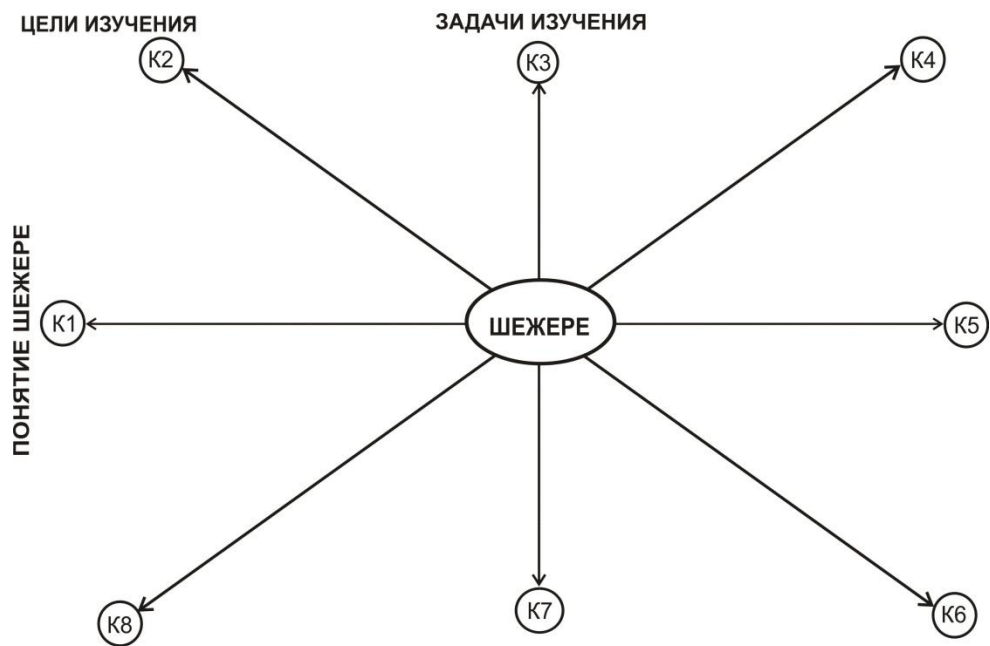 ЦЕЛИ ИЗУЧЕНИЯ
ЗАДАЧИ ИЗУЧЕНИЯ
К2
К3
К4
ПОНЯТИЕ ШЕЖЕРЕ
К1
ШЕЖЕРЕ
К5
К8
К7
К6